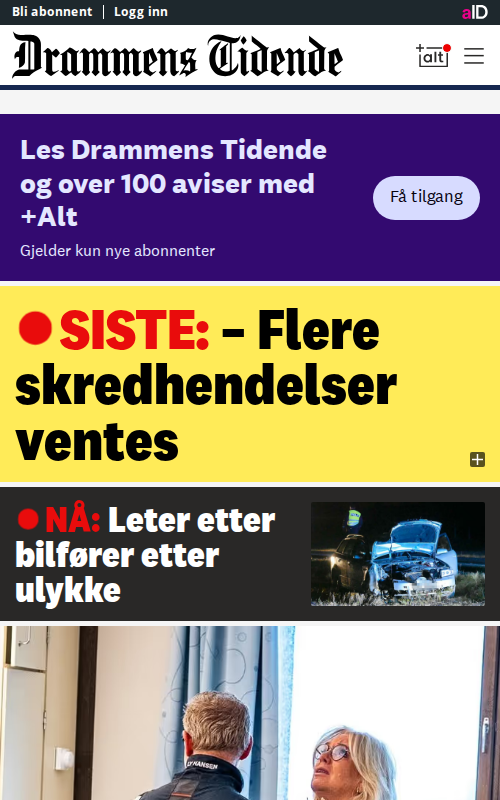 Bli abonnent | Logg inn
aID
Drammens Tidende
+alt
Les Drammens Tidende
og over 100 aviser med
+Alt
Få tilgang
Gjelder kun nye abonnenter
SISTE: – Flere
skredhendelser
ventes
NÅ: Leter etter
bilfører etter
ulykke